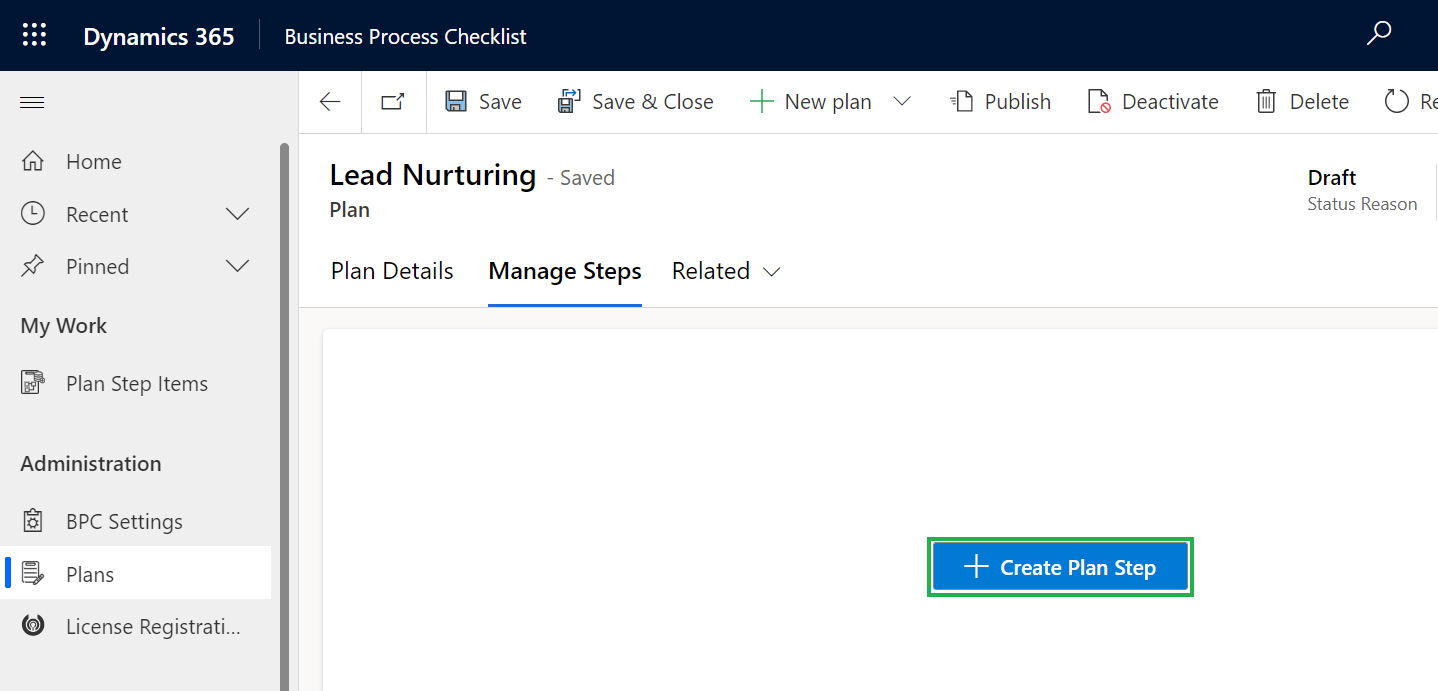 Dynamics 365 Business Process Checklist
Save Save & Close New plan Publish Deactivate Delete Re
Home
Recent
Pinned
My Work
Plan Step Items
Administration
BPC Settings
Plans
License Registrati...
Lead Nurturing - Saved
Plan
Draft
Status Reason
Plan Details Manage Steps Related
Create Plan Step